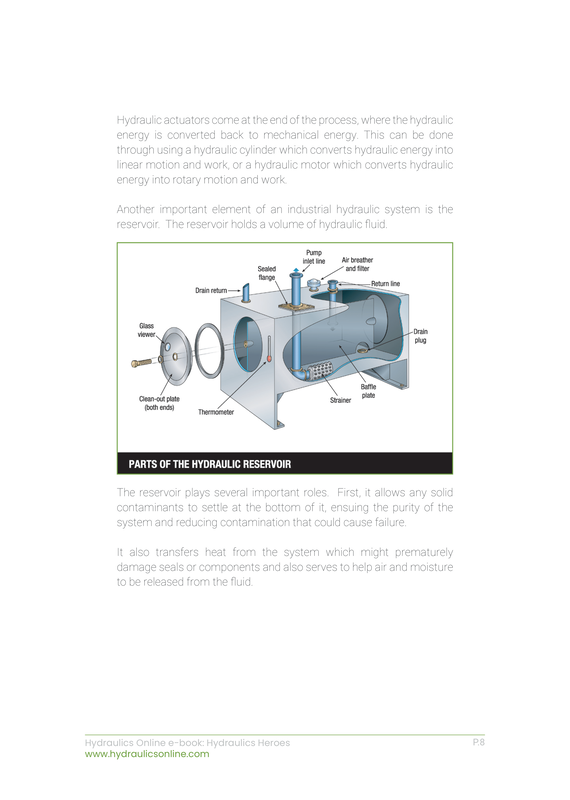 Hydraulic actuators come at the end of the process, where the hydraulic
energy is converted back to mechanical energy. This can be done
through using a hydraulic cylinder which converts hydraulic energy into
linear motion and work, or a hydraulic motor which converts hydraulic
energy into rotary motion and work.
Another important element of an industrial hydraulic system is the
reservoir. The reservoir holds a volume of hydraulic fluid.
Pump
inlet line
Air breather
and filter
Sealed
flange
Return line
Drain return
Glass
viewer
Drain
plug
Baffle
plate
Clean-out plate
(both ends)
Strainer
Thermometer
PARTS OF THE HYDRAULIC RESERVOIR
The reservoir plays several important roles. First, it allows any solid
contaminants to settle at the bottom of it, ensuing the purity of the
system and reducing contamination that could cause failure.
It also transfers heat from the system which might prematurely
damage seals or components and also serves to help air and moisture
to be released from the fluid.
Hydraulics Online e-book: Hydraulics Heroes
P.8
www.hydraulicsonline.com